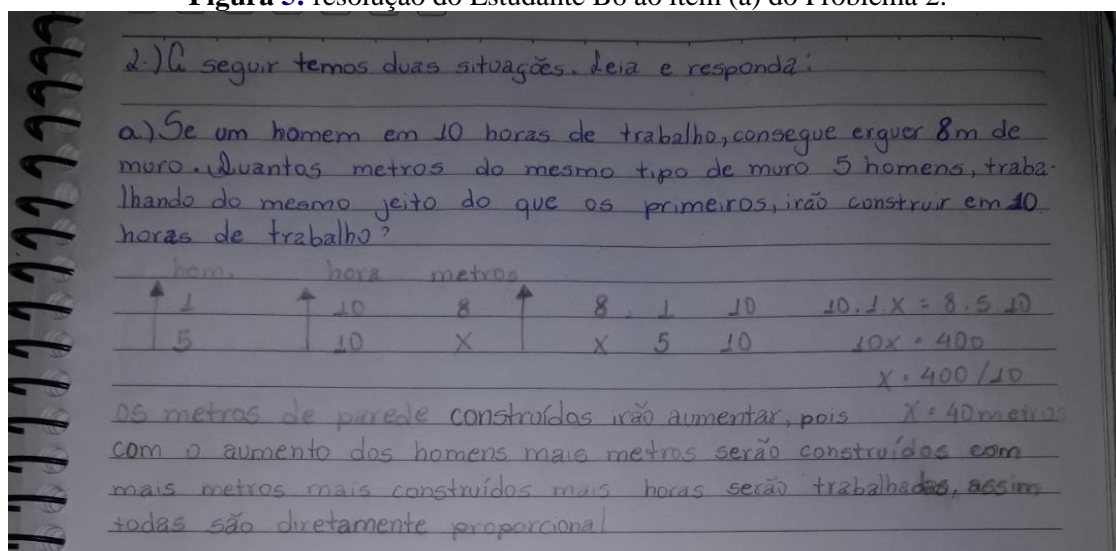 Figura 5: resolução do Estudante B6 ao item (a) do Problema 2.
2.) A seguir temos duas situações. Leia e responda:
a) Se um homem em 10 horas de trabalho, consegue erguer 8m de
muro. Quantos metros do mesmo tipo de muro 5 homens, traba-
lhando do mesmo jeito do que os primeiros, irão construir em 10
horas de trabalho?
hom. hora metros
1 10 8 8 . 1 10 10.1.x = 8.5.10
5 10 X X 5 10 10x = 400
X = 400/10
Os metros de parede construídos irão aumentar, pois X = 40 metros
com o aumento dos homens mais metros serão construídos com
mais metros mais construídos mais horas serão trabalhadas, assim
todas são diretamente proporcional